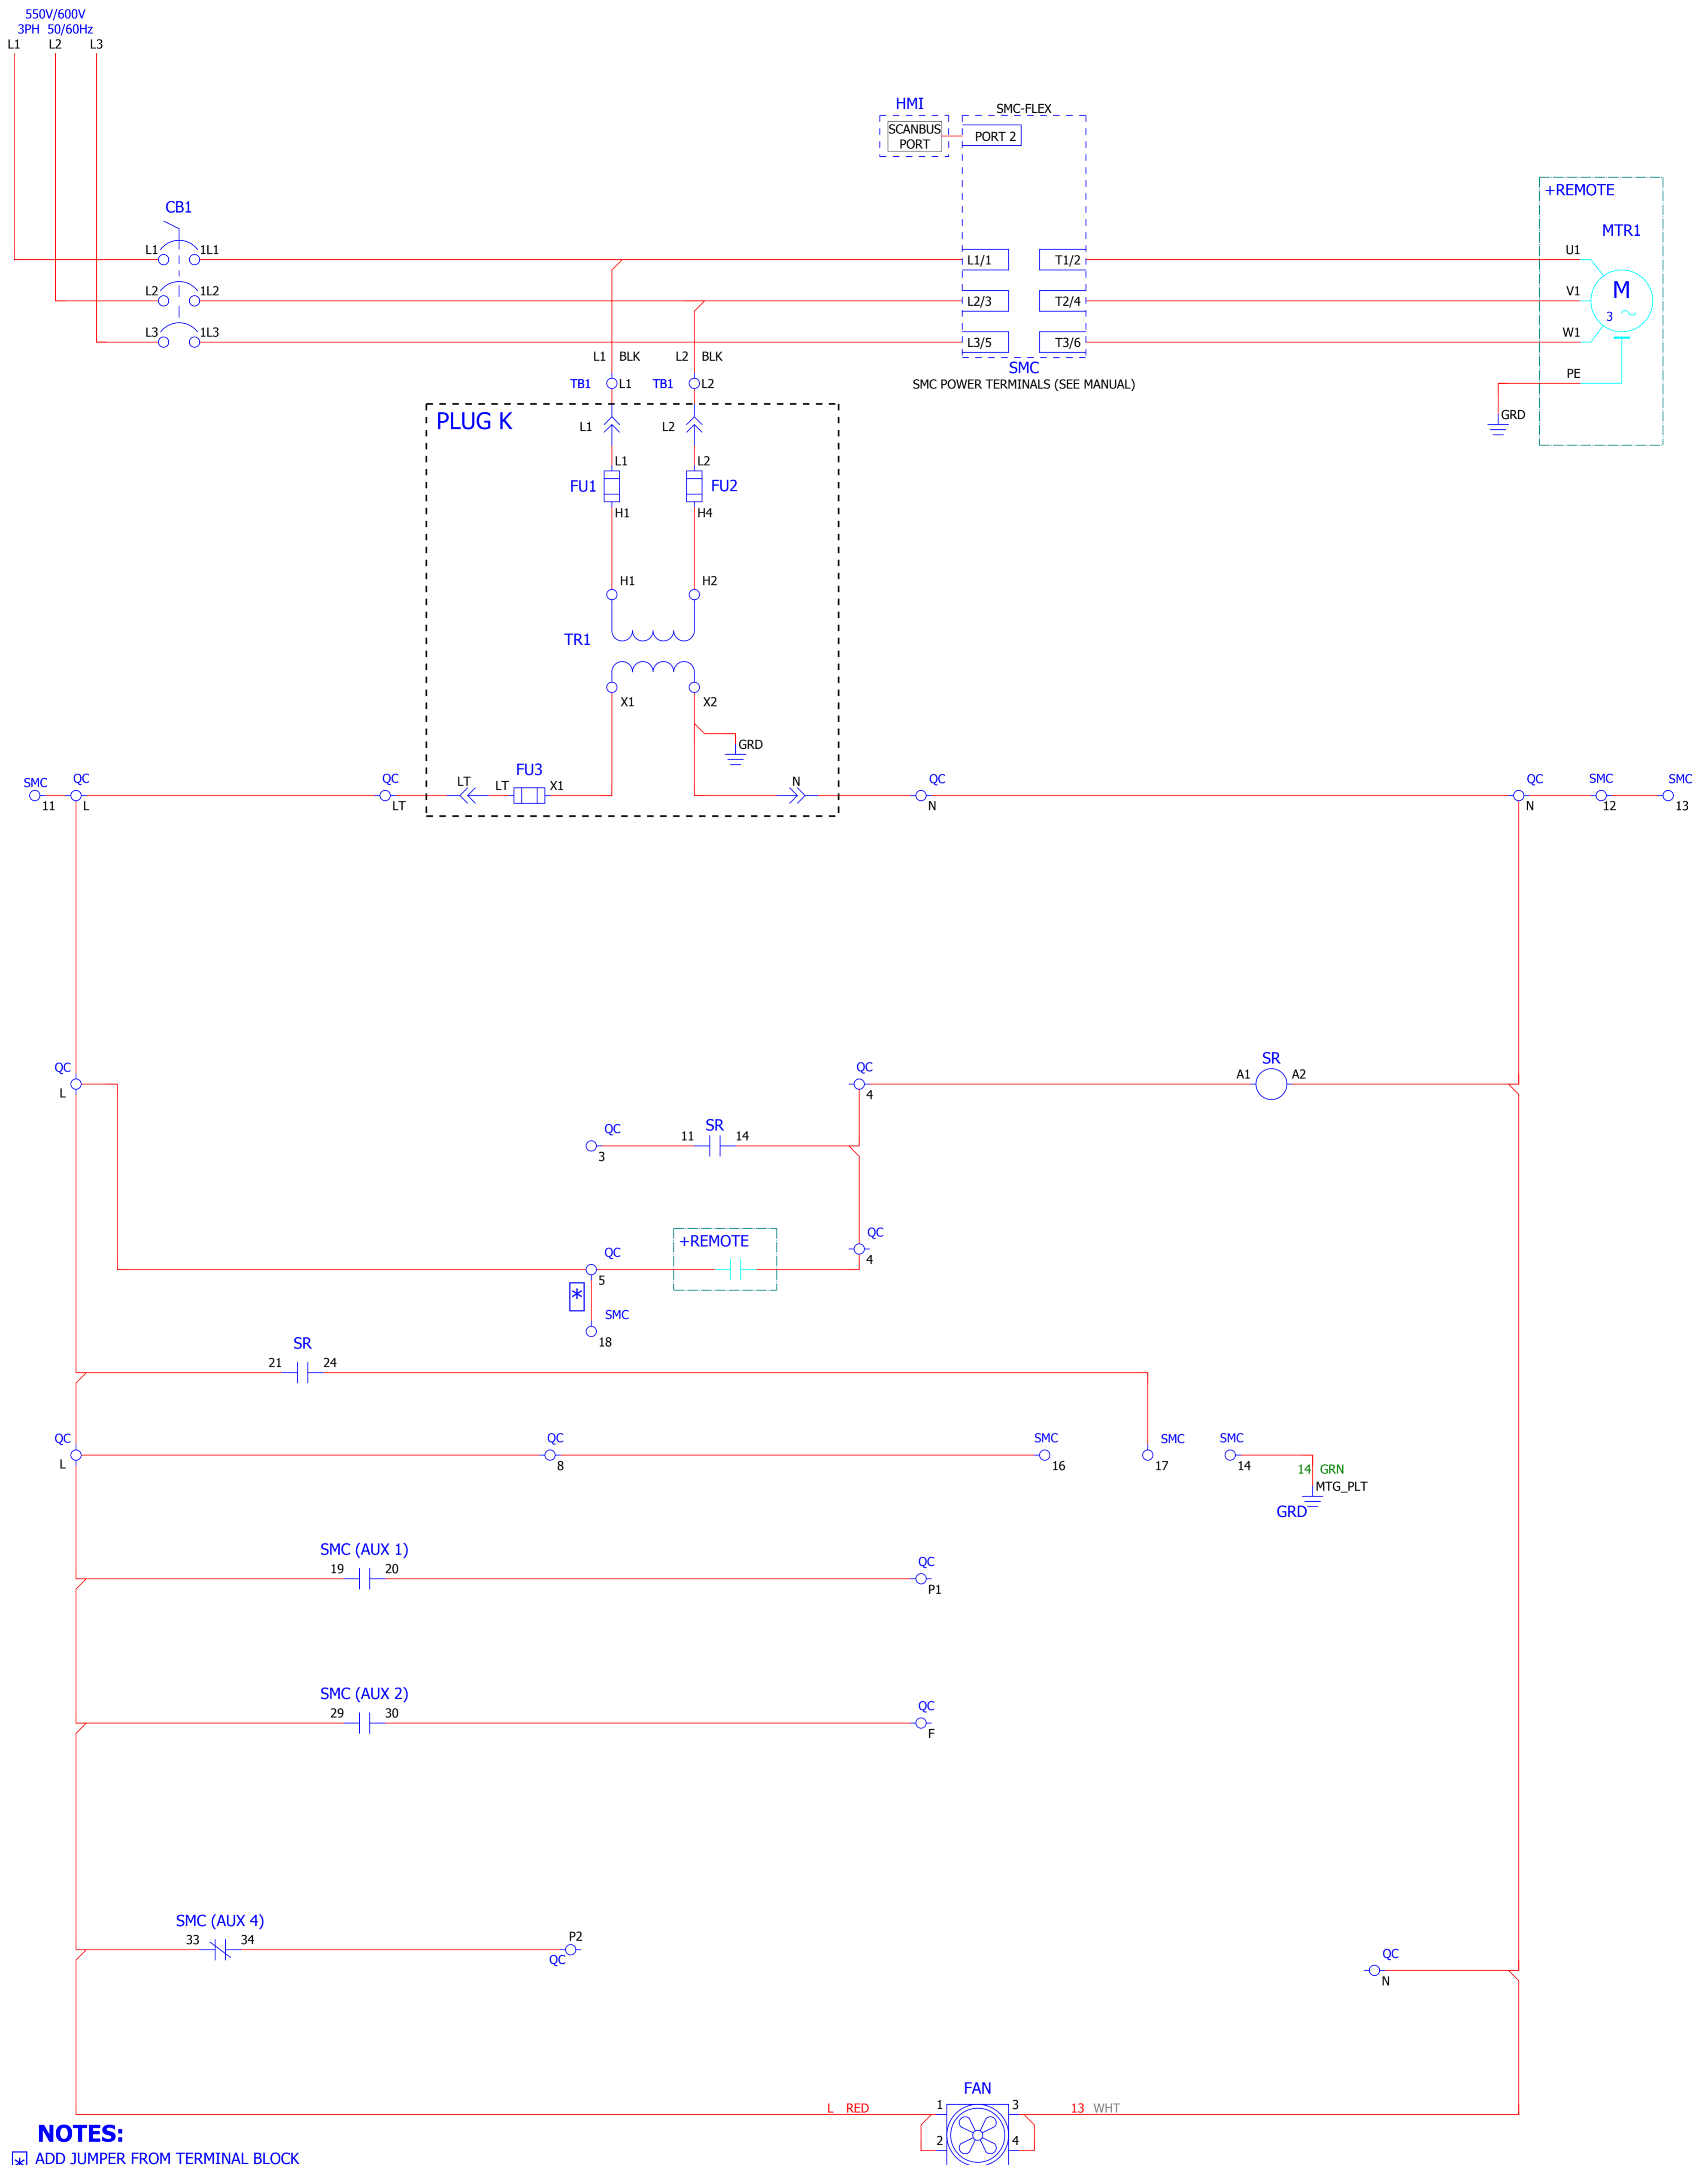 550V/600V
3PH 50/60Hz
L1 L2 L3
HMI
SMC-FLEX
SCANBUS
PORT
PORT 2
+REMOTE
CB1
MTR1
L1 1L1
L1/1 T1/2
U1
L2 1L2
L2/3 T2/4
V1
M
3
L3 1L3
L3/5 T3/6
W1
L1 BLK L2 BLK
SMC
SMC POWER TERMINALS (SEE MANUAL)
PE
TB1 L1 TB1 L2
GRD
PLUG K
L1 L2
L1 L2
FU1 FU2
H1 H4
H1 H2
TR1
X1 X2
GRD
SMC QC QC
LT LT FU3 X1
N
QC
QC SMC SMC
11 L LT
N
N 12 13
QC
L
QC
4
SR
A1 A2
QC
3
SR
11 14
QC
4
+REMOTE
QC
5
*
SMC
18
SR
21 24
QC
L
QC
8
SMC
16
SMC
17
SMC
14
14 GRN
MTG_PLT
GRD
SMC (AUX 1)
19 20
QC
P1
SMC (AUX 2)
29 30
QC
F
SMC (AUX 4)
33 34
P2
QC
QC
N
FAN
L RED
1 3
13 WHT
2 4
NOTES:
* ADD JUMPER FROM TERMINAL BLOCK